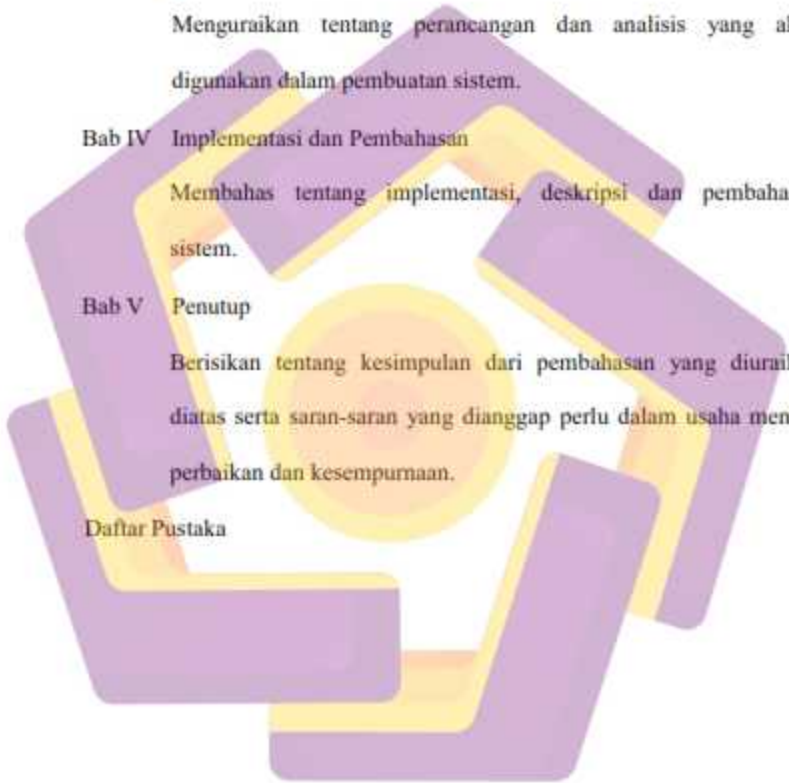 Menguraikan tentang perancangan dan analisis yang
digunakan dalam pembuatan sistem.
Bab IV Implementasi dan Pembahasan
Membahas tentang implementasi, deskripsi dan
sistem.
Bab V Penutup
Berisikan tentang kesimpulan dari pembahasan yang
diatas serta saran-saran yang dianggap perlu dalam usaha
perbaikan dan kesempurnaan.
Daftar Pustaka